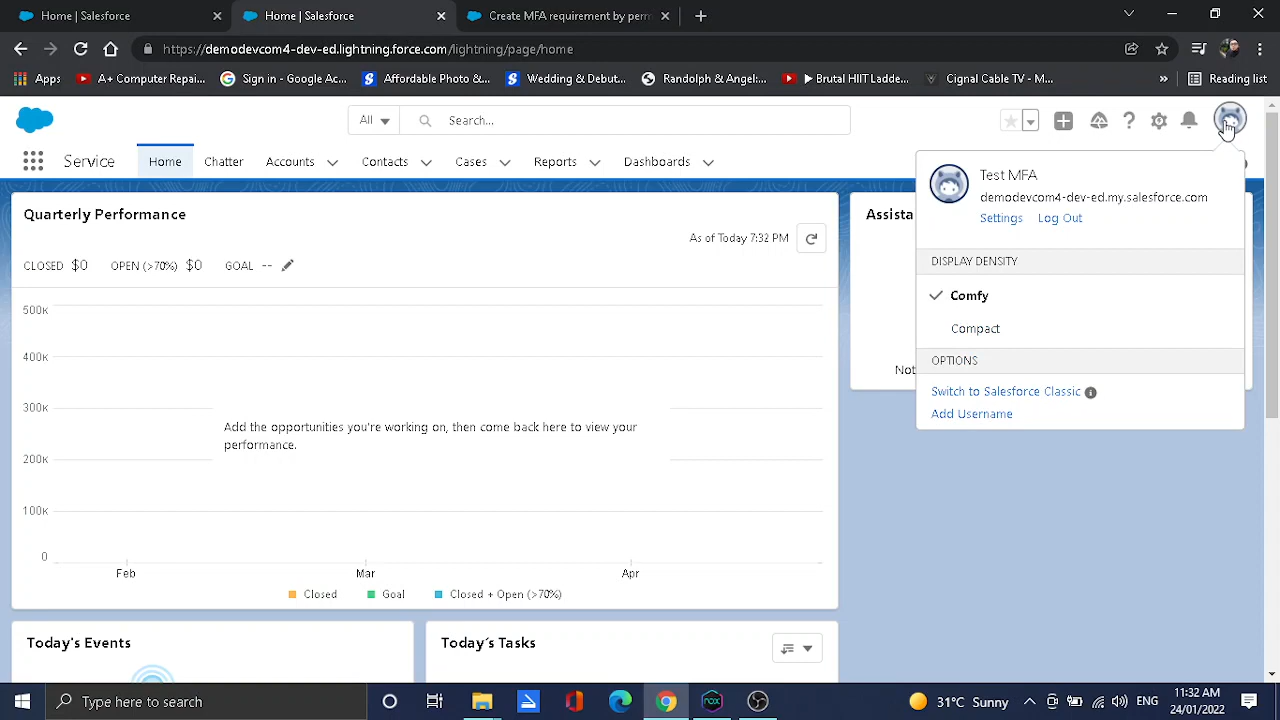 Home | Salesforce
Home | Salesforce
Create MFA requirement by perm
https://demodevcom4-dev-ed.lightning.force.com/lightning/page/home
Apps
A+ Computer Repai...
Sign in - Google Ac...
Affordable Photo &...
Wedding & Debut...
Randolph & Angel:...
Brutal HIIT Ladde...
Cignal Cable TV - M...
»
Reading list
All
Search...
Service
Home
Chatter
Accounts
Contacts
Cases
Reports
Dashboards
Quarterly Performance
As of Today 7:32 PM
CLOSED $0 OPEN (>70%) $0 GOAL --
500K
400K
300K
200K
100K
0
Add the opportunities you're working on, then come back here to view your
performance.
Feb
Mar
Apr
Closed
Goal
Closed + Open (>70%)
Assista
Not
Test MFA
demodevcom4-dev-ed.my.salesforce.com
Settings
Log Out
DISPLAY DENSITY
Comfy
Compact
OPTIONS
Switch to Salesforce Classic
Add Username
Today's Events
Today's Tasks
Type here to search
nox
31°C Sunny
ENG
11:32 AM
24/01/2022